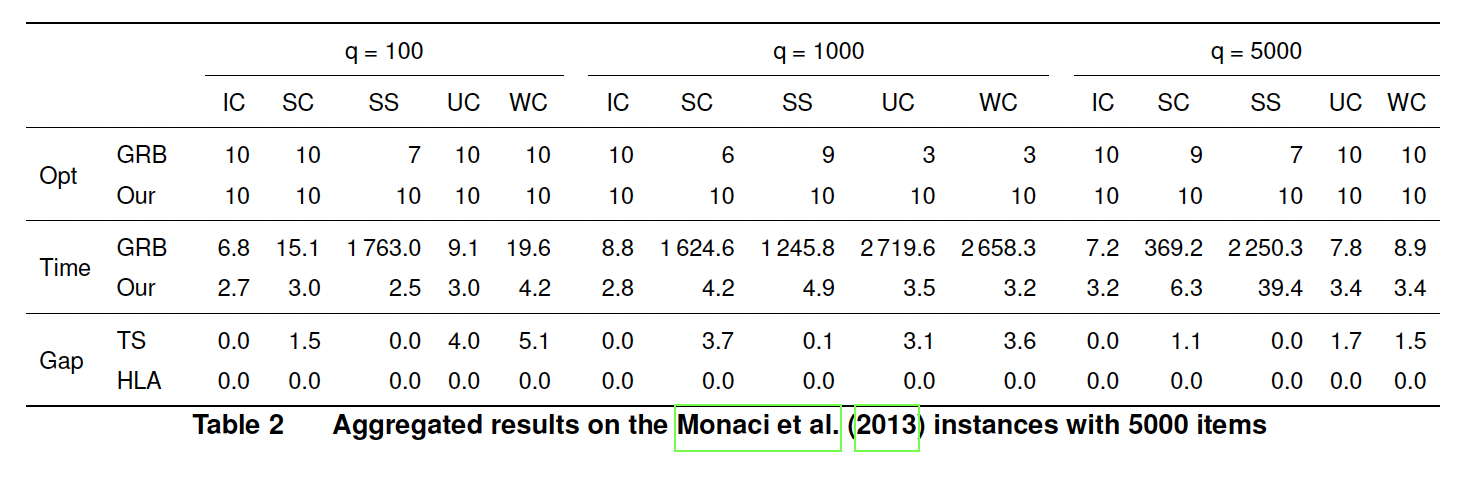 q = 100 q = 1000 q = 5000
IC SC SS UC WC IC SC SS UC WC IC SC SS UC WC
Opt
GRB 10 10 7 10 10 10 6 9 3 3 10 9 7 10 10
Our 10 10 10 10 10 10 10 10 10 10 10 10 10 10 10
Time
GRB 6.8 15.1 1 763.0 9.1 19.6 8.8 1 624.6 1 245.8 2 719.6 2 658.3 7.2 369.2 2 250.3 7.8 8.9
Our 2.7 3.0 2.5 3.0 4.2 2.8 4.2 4.9 3.5 3.2 3.2 6.3 39.4 3.4 3.4
Gap
TS 0.0 1.5 0.0 4.0 5.1 0.0 3.7 0.1 3.1 3.6 0.0 1.1 0.0 1.7 1.5
HLA 0.0 0.0 0.0 0.0 0.0 0.0 0.0 0.0 0.0 0.0 0.0 0.0 0.0 0.0 0.0
Table 2 Aggregated results on the Monaci et al. (2013) instances with 5000 items